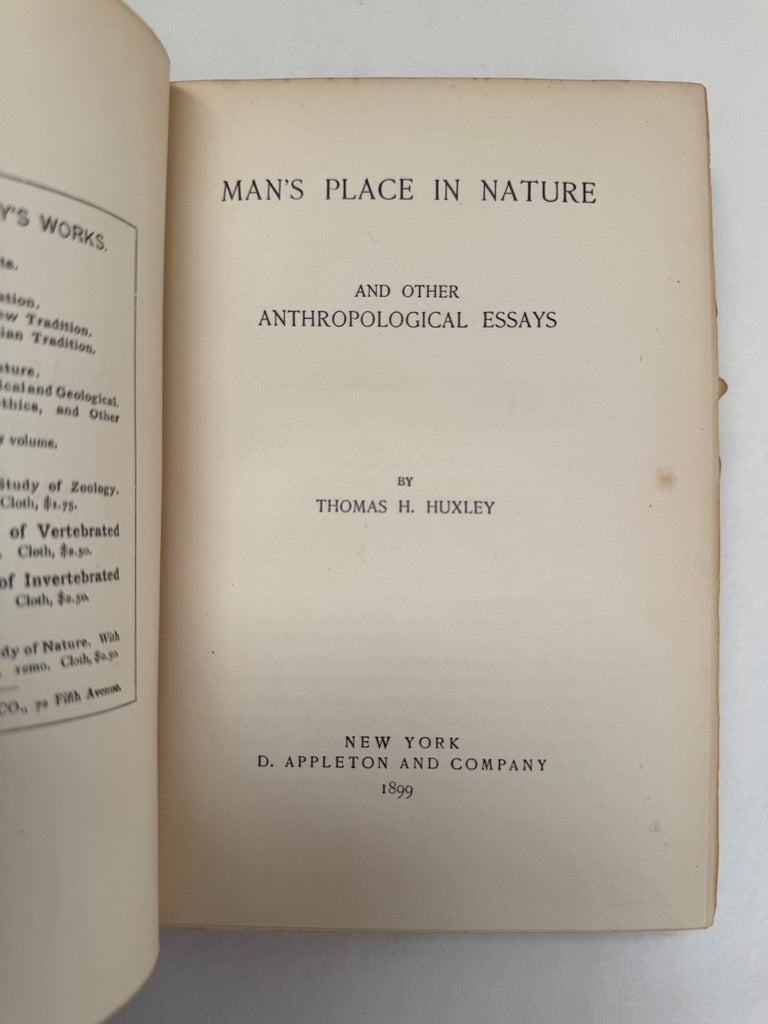 Y'S WORKS.
ation,
ew Tradition,
ian Tradition,
ature,
ical and Geological,
thics, and Other
r volume,
Study of Zoology.
Cloth, $1.75.
of Vertebrated
Cloth, $2.50.
of Invertebrated
Cloth, $2.50.
dy of Nature. With
12mo. Cloth, $2.50
CO., 72 Fifth Avenue.
MAN'S PLACE IN NATURE
AND OTHER
ANTHROPOLOGICAL ESSAYS
BY
THOMAS H. HUXLEY
NEW YORK
D. APPLETON AND COMPANY
1899